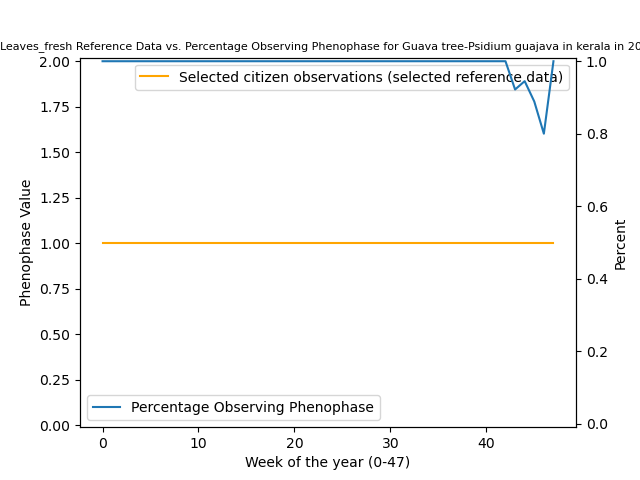 Leaves_fresh Reference Data vs. Percentage Observing Phenophase for Guava tree-Psidium guajava in kerala in 20
Selected citizen observations (selected reference data)
Percentage Observing Phenophase
Phenophase Value
2.00
1.75
1.50
1.25
1.00
0.75
0.50
0.25
0.00
1.0
0.8
0.6
0.4
0.2
0.0
Percent
0 10 20 30 40
Week of the year (0-47)